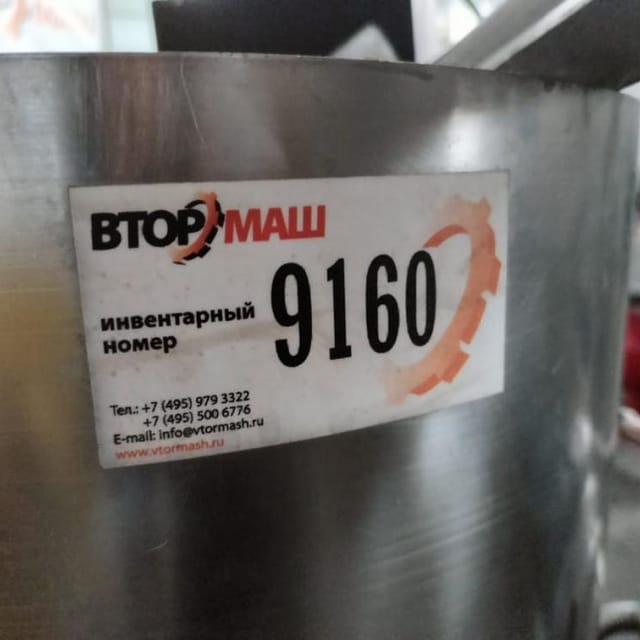 ВТОРМАШ
инвентарный
номер
9160
Тел.: +7 (495) 979 3322
+7 (495) 500 6776
E-mail: info@vtormash.ru
www.vtormash.ru